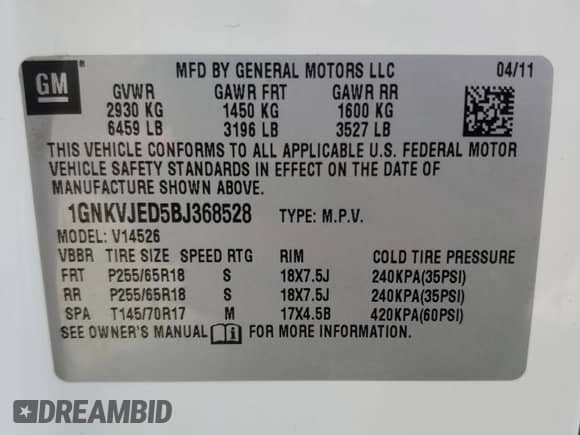 GM ® MFD BY GENERAL MOTORS LLC 04/11
GVWR GAWR FRT GAWR RR
2930 KG 1450 KG 1600 KG
6459 LB 3196 LB 3527 LB
THIS VEHICLE CONFORMS TO ALL APPLICABLE U.S. FEDERAL MOTOR
VEHICLE SAFETY STANDARDS IN EFFECT ON THE DATE OF
MANUFACTURE SHOWN ABOVE.
1GNKVJED5BJ368528 TYPE: M.P.V.
MODEL: V14526
VBBR TIRE SIZE SPEED RTG RIM COLD TIRE PRESSURE
FRT P255/65R18 S 18X7.5J 240KPA(35PSI)
RR P255/65R18 S 18X7.5J 240KPA(35PSI)
SPA T145/70R17 M 17X4.5B 420KPA(60PSI)
SEE OWNER'S MANUAL FOR MORE INFORMATION.
DREAMBID